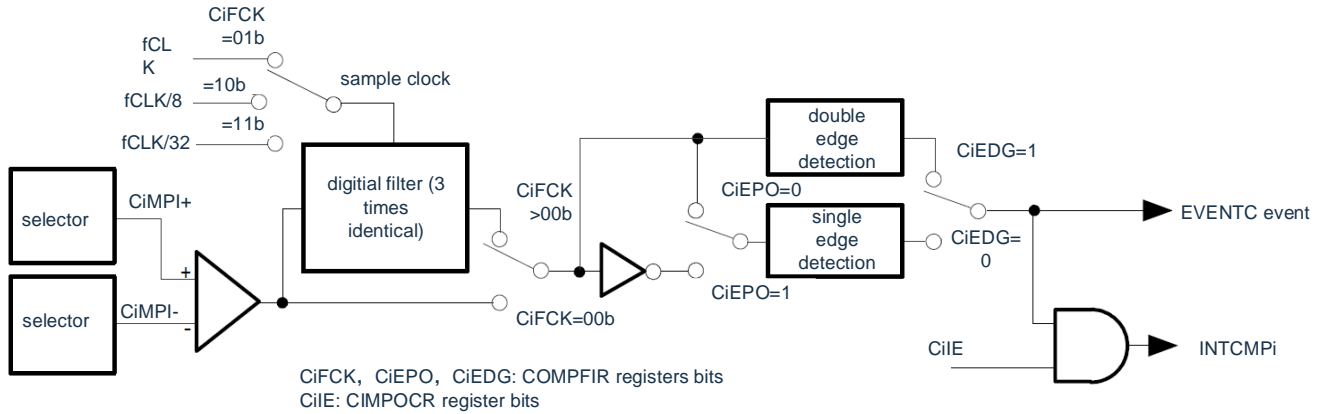 CiFCK
=01b
fCL
K
sample clock
=10b
fCLK/8
=11b
fCLK/32
double
edge
detection
CiEDG=1
selector
CiMPI+
digitial filter (3
times
identical)
CiFCK
>00b
CiEPO=0
single
edge
detection
EVENTC event
CiEDG=
0
+
selector
CiMPI-
-
CiEPO=1
CiFCK=00b
CiIE
INTCMPi
CiFCK, CiEPO, CiEDG: COMPFIR registers bits
CiIE: CIMPOCR register bits